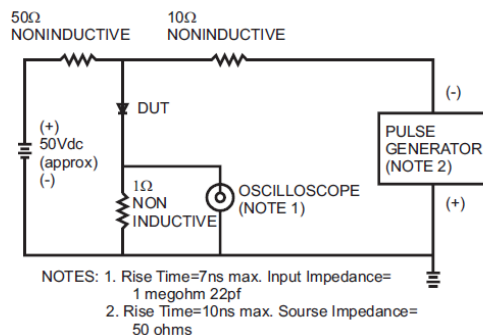 50Ω
NONINDUCTIVE
10Ω
NONINDUCTIVE
(+)
50Vdc
(approx)
(-)
DUT
1Ω
NON
INDUCTIVE
OSCILLOSCOPE
(NOTE 1)
(-)
PULSE
GENERATOR
(NOTE 2)
(+)
NOTES: 1. Rise Time=7ns max. Input Impedance=
1 megohm 22pf
2. Rise Time=10ns max. Sourse Impedance=
50 ohms